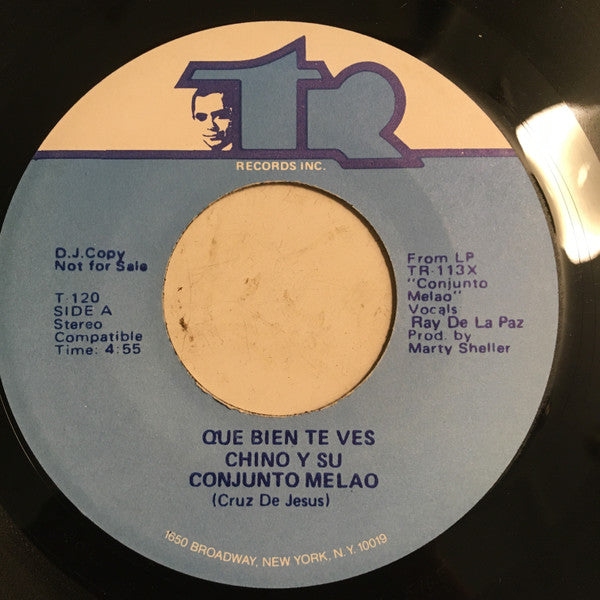 TR
RECORDS INC.
D.J.Copy
Not for Sale
T-120
SIDE A
Stereo
Compatible
Time: 4:55
From LP
TR-113X
"Conjunto
Melao"
Vocals
Ray De La Paz
Prod. by
Marty Sheller
QUE BIEN TE VES
CHINO Y SU
CONJUNTO MELAO
(Cruz De Jesus)
1650 BROADWAY, NEW YORK, N.Y. 10019